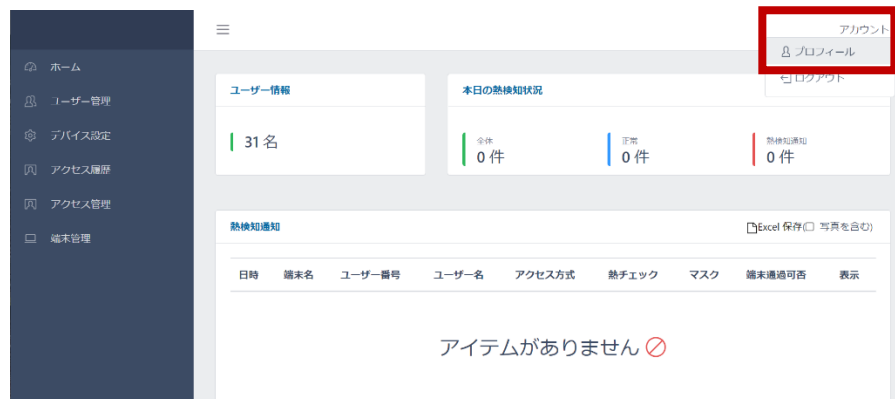 アカウント
プロフィール
ログアウト
ホーム
ユーザー管理
デバイス設定
アクセス履歴
アクセス管理
端末管理
ユーザー情報
31 名
本日の熱検知状況
全体
0 件
正常
0 件
熱検知通知
0 件
熱検知通知
Excel 保存(□ 写真を含む)
日時 端末名 ユーザー番号 ユーザー名 アクセス方式 熱チェック マスク 端末通過可否 表示
アイテムがありません